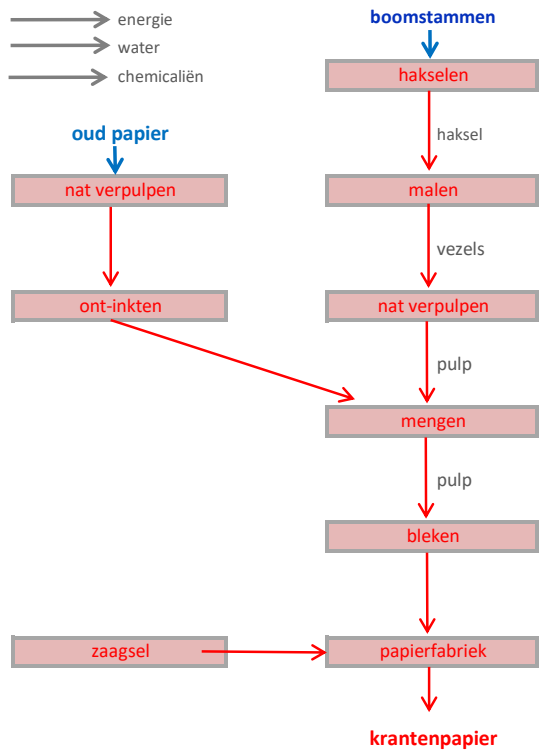 energie
water
chemicaliën
boomstammen
hakselen
haksel
oud papier
nat verpulpen
malen
vezels
ont-inkten
nat verpulpen
pulp
mengen
pulp
bleken
zaagsel
papierfabriek
krantenpapier